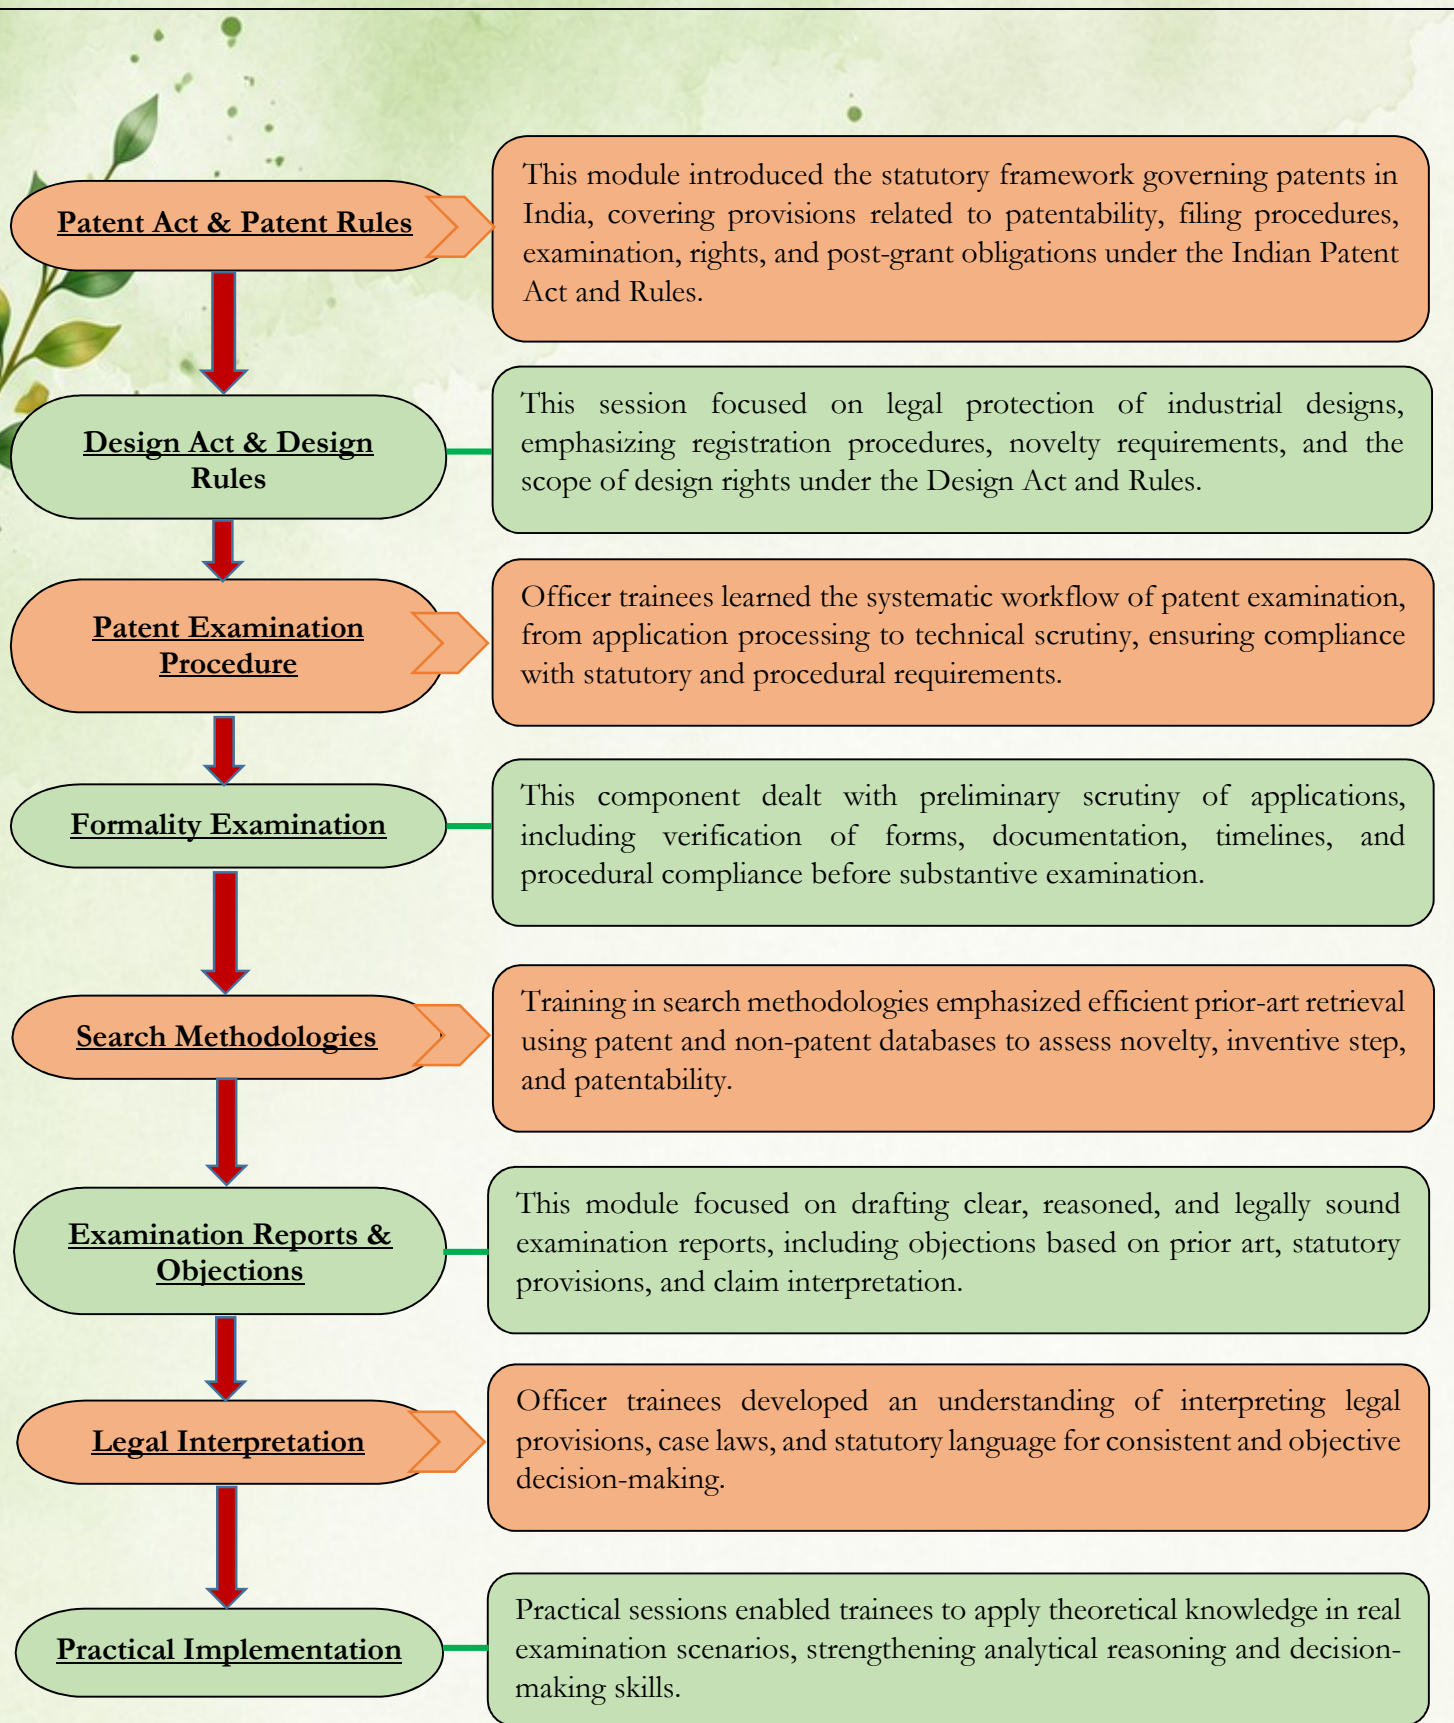 Patent Act & Patent Rules
This module introduced the statutory framework governing patents in
India, covering provisions related to patentability, filing procedures,
examination, rights, and post-grant obligations under the Indian Patent
Act and Rules.
Design Act & Design
Rules
This session focused on legal protection of industrial designs,
emphasizing registration procedures, novelty requirements, and the
scope of design rights under the Design Act and Rules.
Patent Examination
Procedure
Officer trainees learned the systematic workflow of patent examination,
from application processing to technical scrutiny, ensuring compliance
with statutory and procedural requirements.
Formality Examination
This component dealt with preliminary scrutiny of applications,
including verification of forms, documentation, timelines, and
procedural compliance before substantive examination.
Search Methodologies
Training in search methodologies emphasized efficient prior-art retrieval
using patent and non-patent databases to assess novelty, inventive step,
and patentability.
Examination Reports &
Objections
This module focused on drafting clear, reasoned, and legally sound
examination reports, including objections based on prior art, statutory
provisions, and claim interpretation.
Legal Interpretation
Officer trainees developed an understanding of interpreting legal
provisions, case laws, and statutory language for consistent and objective
decision-making.
Practical Implementation
Practical sessions enabled trainees to apply theoretical knowledge in real
examination scenarios, strengthening analytical reasoning and decision-
making skills.